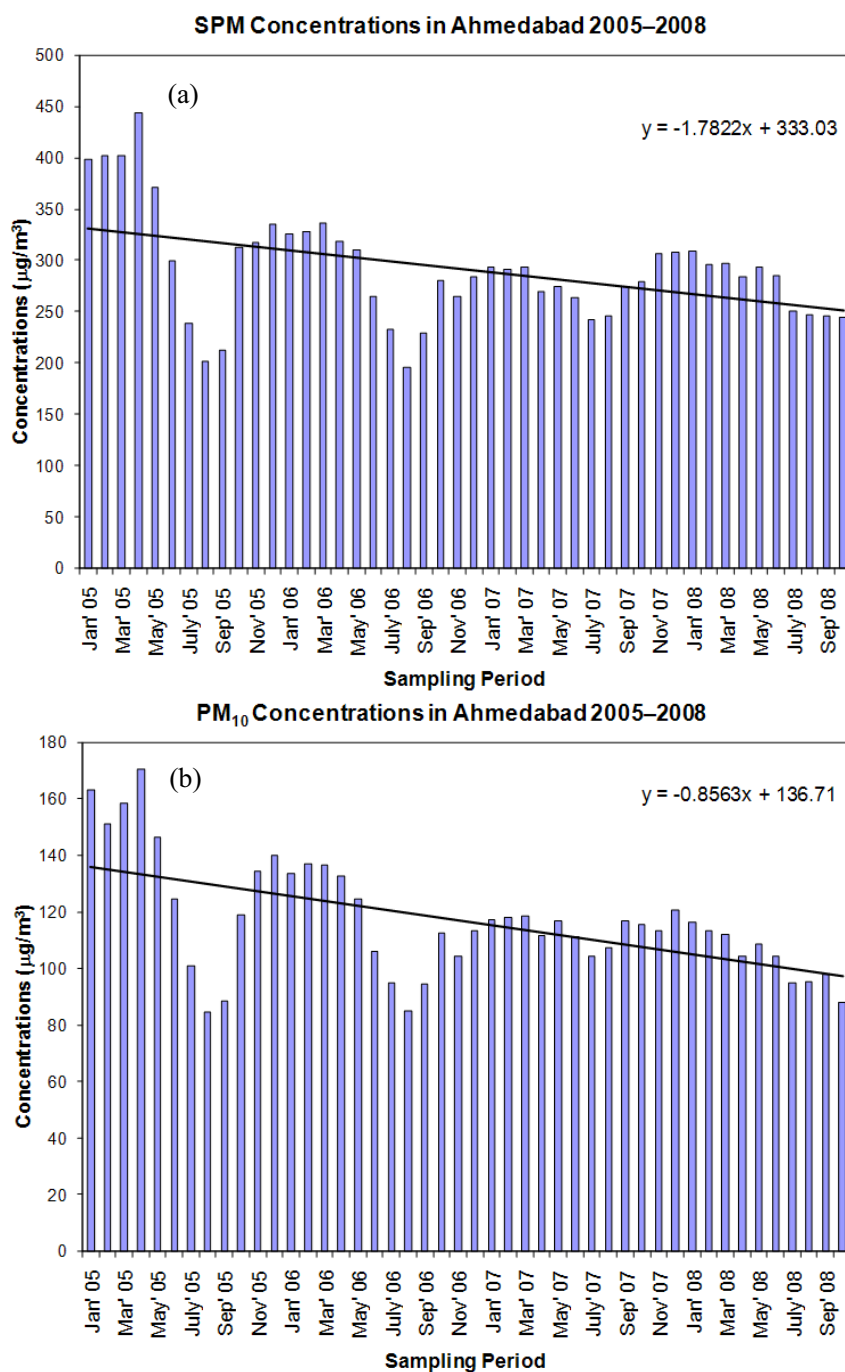 SPM Concentrations in Ahmedabad 2005–2008
(a)
y = -1.7822x + 333.03
Concentrations (µg/m³)
500
450
400
350
300
250
200
150
100
50
0
Jan' 05
Mar' 05
May' 05
July' 05
Sep' 05
Nov' 05
Jan' 06
Mar' 06
May' 06
July' 06
Sep' 06
Nov' 06
Jan' 07
Mar' 07
May' 07
July' 07
Sep' 07
Nov' 07
Jan' 08
Mar' 08
May' 08
July' 08
Sep' 08
Sampling Period
PM₁₀ Concentrations in Ahmedabad 2005–2008
(b)
y = -0.8563x + 136.71
Concentrations (µg/m³)
180
160
140
120
100
80
60
40
20
0
Jan' 05
Mar' 05
May' 05
July' 05
Sep' 05
Nov' 05
Jan' 06
Mar' 06
May' 06
July' 06
Sep' 06
Nov' 06
Jan' 07
Mar' 07
May' 07
July' 07
Sep' 07
Nov' 07
Jan' 08
Mar' 08
May' 08
July' 08
Sep' 08
Sampling Period